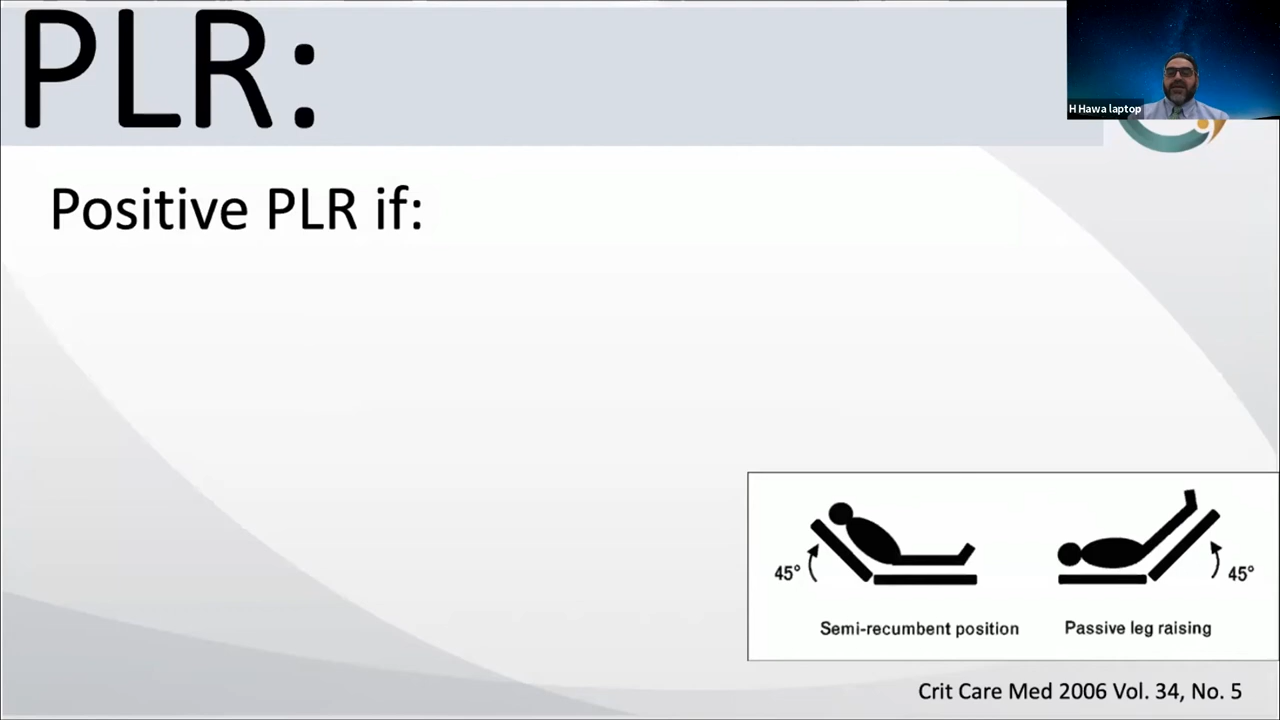 PLR:
H Hawa laptop
Positive PLR if:
45°
45°
Semi-recumbent position
Passive leg raising
Crit Care Med 2006 Vol. 34, No. 5